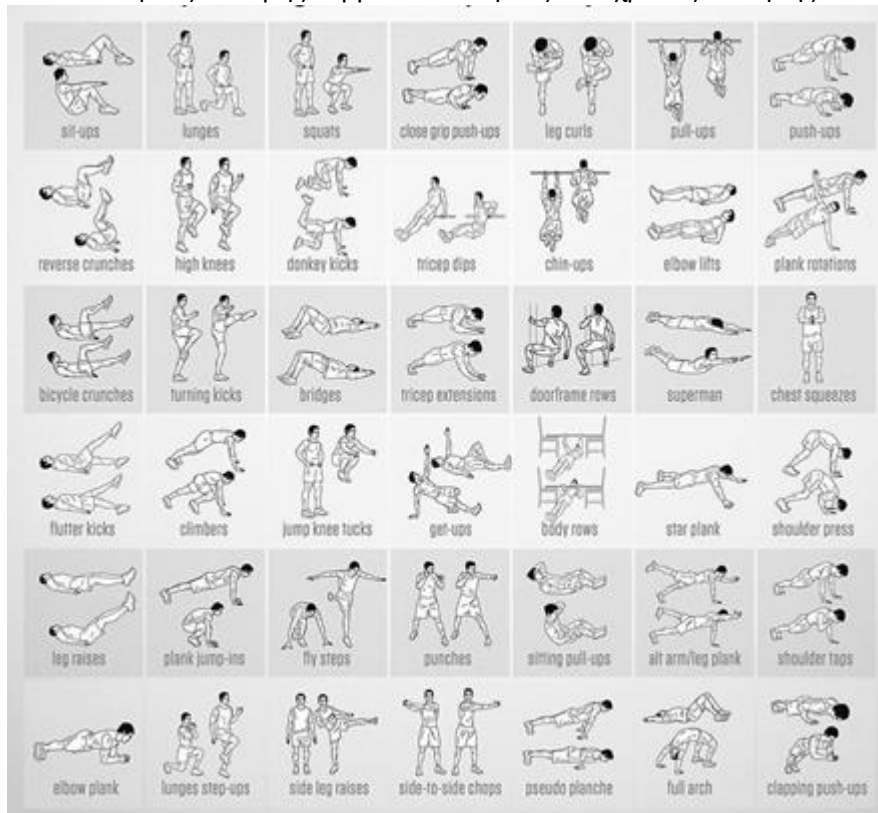 sit-ups lunges squats close grip push-ups leg curls pull-ups push-ups
reverse crunches high knees donkey kicks tricep dips chin-ups elbow lifts plank rotations
bicycle crunches turning kicks bridges tricep extensions doorframe rows superman chest squeezes
flutter kicks climbers jump knee tucks get-ups body rows star plank shoulder press
leg raises plank jump-ins fly steps punches sitting pull-ups alt arm/leg plank shoulder taps
elbow plank lunges step-ups side leg raises side-to-side chops pseudo planche full arch clapping push-ups